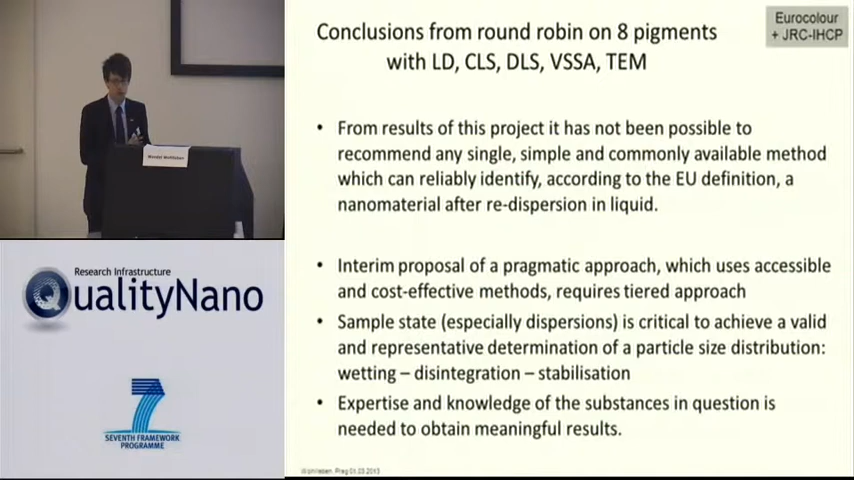 Conclusions from round robin on 8 pigments
with LD, CLS, DLS, VSSA, TEM
Eurocolour
+ JRC-IHCP
• From results of this project it has not been possible to
recommend any single, simple and commonly available method
which can reliably identify, according to the EU definition, a
nanomaterial after re-dispersion in liquid.
• Interim proposal of a pragmatic approach, which uses accessible
and cost-effective methods, requires tiered approach
• Sample state (especially dispersions) is critical to achieve a valid
and representative determination of a particle size distribution:
wetting – disintegration – stabilisation
• Expertise and knowledge of the substances in question is
needed to obtain meaningful results.
Wendel Wohlleben
Research Infrastructure
QualityNano
7
SEVENTH FRAMEWORK
PROGRAMME